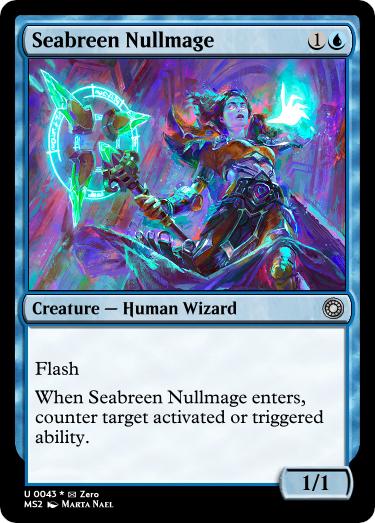 Seabreen Nullmage 1
Creature — Human Wizard
Flash
When Seabreen Nullmage enters,
counter target activated or triggered
ability.
1/1
U 0043 * Zero
MS2 Marta Nael